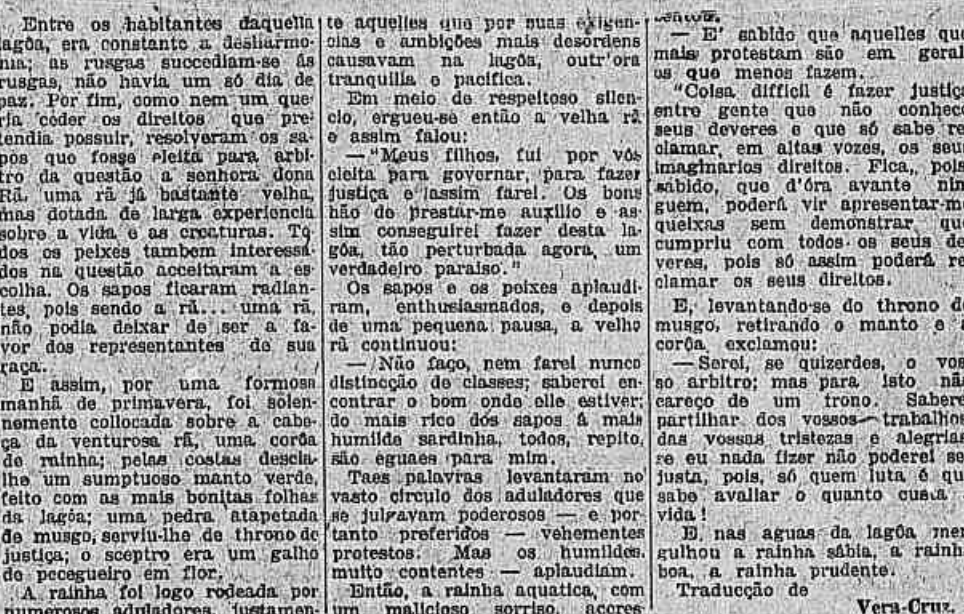 Entre os habitantes daquella
lagôa, era constante a desharmo-
nia; as rusgas succediam-se ás
rusgas, não havia um só dia de
paz. Por fim, como nem um que-
ria ceder os direitos que pre-
tendia possuir, resolveram os sa-
pos que fosse eleita para arbi-
tro da questão a senhora dona
Rã, uma rã já bastante velha,
mas dotada de larga experiencia
sobre a vida e as creaturas. To-
dos os peixes tambem interessa-
dos na questão acceitaram a es-
colha. Os sapos ficaram radian-
tes, pois sendo a rã... uma rã,
não podia deixar de ser a fa-
vor dos representantes de sua
raça.
E assim, por uma formosa
manhã de primavera, foi solen-
nemente collocada sobre a cabe-
ça da venturosa rã, uma corôa
de rainha; pelas costas descia-
lhe um sumptuoso manto verde,
feito com as mais bonitas folhas
da lagôa; uma pedra atapetada
de musgo, serviu-lhe de throno de
justiça; o sceptro era um galho
de pecegueiro em flor.
A rainha foi logo rodeada por
numerosos aduladores, justamen-
te aquelles que por suas exigen-
cias e ambições mais desordens
causavam na lagôa, outr'ora
tranquilla e pacifica.
Em meio de respeitoso silen-
cio, ergueu-se então a velha rã
e assim falou:
—"Meus filhos, fui por vós
eleita para governar, para fazer
justiça e assim farei. Os bons
hão de prestar-me auxilio e as-
sim conseguirei fazer desta la-
gôa, tão perturbada agora, um
verdadeiro paraiso."
Os sapos e os peixes aplaudi-
ram, enthusiasmados, e depois
de uma pequena pausa, a velho
rã continuou:
— Não faço, nem farei nunco
distincção de classes; saberei en-
contrar o bom onde elle estiver;
do mais rico dos sapos á mais
humilde sardinha, todos, repito,
são eguaes para mim.
Taes palavras levantaram no
vasto circulo dos aduladores que
se julgavam poderosos — e por-
tanto preferidos — vehementes
protestos. Mas os humildes,
muito contentes — aplaudiam.
Então, a rainha aquatica, com
um malicioso sorriso, acores-
— E' sabido que aquelles que
mais protestam são em geral
os que menos fazem.
"Coisa difficil é fazer justiça
entre gente que não conhece
seus deveres e que só sabe re
clamar, em altas vozes, os seus
imaginarios direitos. Fica, pois
sabido, que d'óra avante nin
guem, poderá vir apresentar-me
queixas sem demonstrar que
cumpriu com todos os seus de
veres, pois só assim poderá re
clamar os seus direitos.
E, levantando-se do throno de
musgo, retirando o manto e a
corôa exclamou:
— Serei, se quizerdes, o vos
so arbitro; mas para isto não
careço de um trono. Saberei
partilhar dos vossos trabalhos
das vossas tristezas e alegrias
se eu nada fizer não poderei se
justa, pois, só quem luta é qu
sabe avaliar o quanto custa
vida!
E, nas aguas da lagôa mer
gulhou a rainha sábia, a rainha
boa, a rainha prudente.
Traducção de
Vera-Cruz.